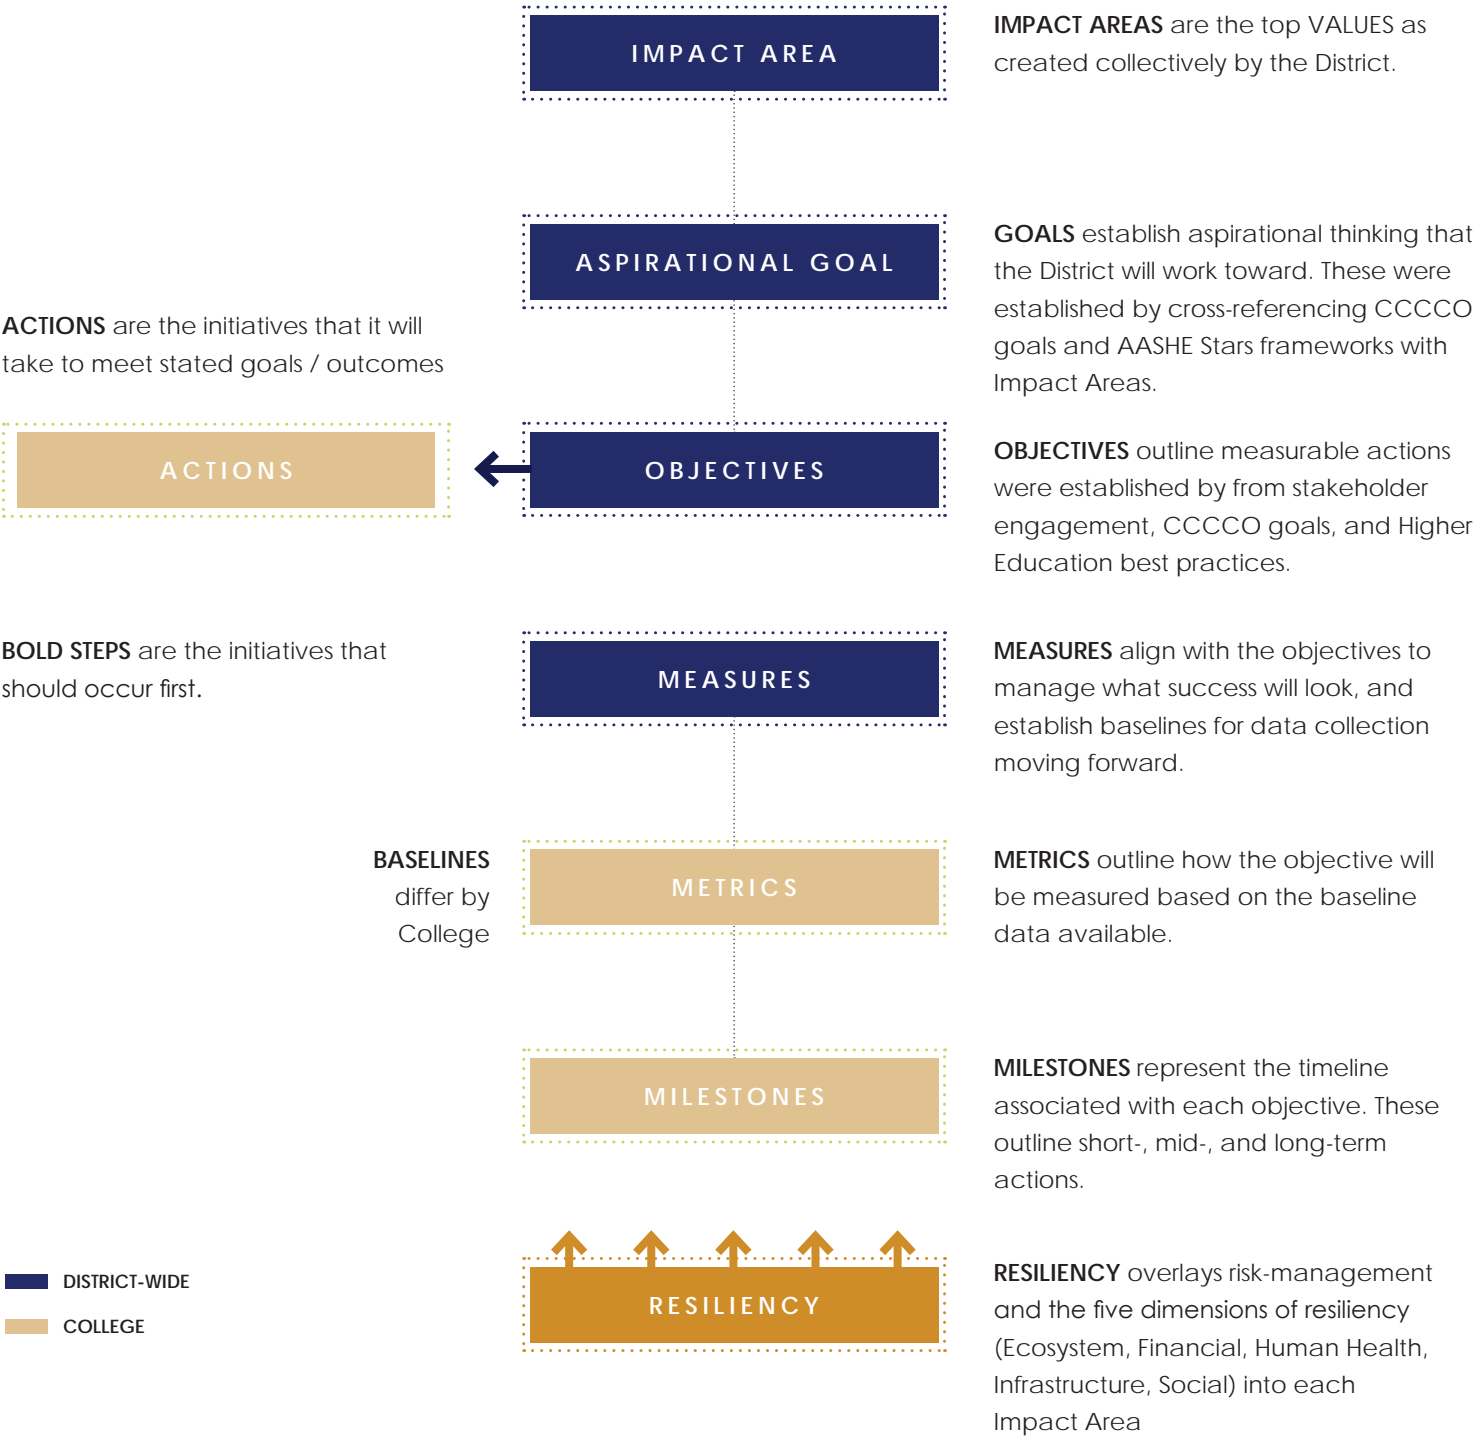 IMPACT AREA
IMPACT AREAS are the top VALUES as
created collectively by the District.
ASPIRATIONAL GOAL
GOALS establish aspirational thinking that
the District will work toward. These were
established by cross-referencing CCCCO
goals and AASHE Stars frameworks with
Impact Areas.
ACTIONS are the initiatives that it will
take to meet stated goals / outcomes
ACTIONS
OBJECTIVES
OBJECTIVES outline measurable actions
were established by from stakeholder
engagement, CCCCO goals, and Higher
Education best practices.
BOLD STEPS are the initiatives that
should occur first.
MEASURES
MEASURES align with the objectives to
manage what success will look, and
establish baselines for data collection
moving forward.
BASELINES
differ by
College
METRICS
METRICS outline how the objective will
be measured based on the baseline
data available.
MILESTONES
MILESTONES represent the timeline
associated with each objective. These
outline short-, mid-, and long-term
actions.
DISTRICT-WIDE
COLLEGE
RESILIENCY
RESILIENCY overlays risk-management
and the five dimensions of resiliency
(Ecosystem, Financial, Human Health,
Infrastructure, Social) into each
Impact Area